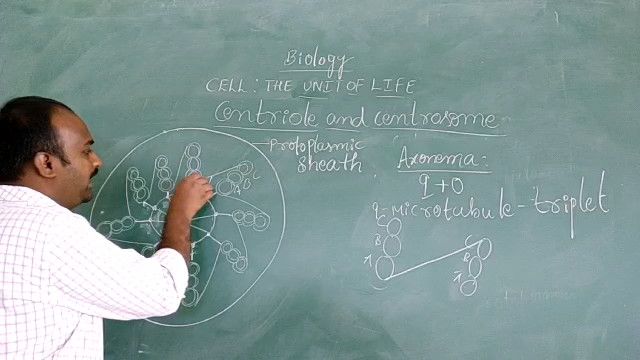 Biology
CELL: THE UNIT OF LIFE
Centriole and centrosome
Protoplasmic
sheath
Axonema:
9+0
9-microtubule-triplet
C
B
A
B
A
C
B
A